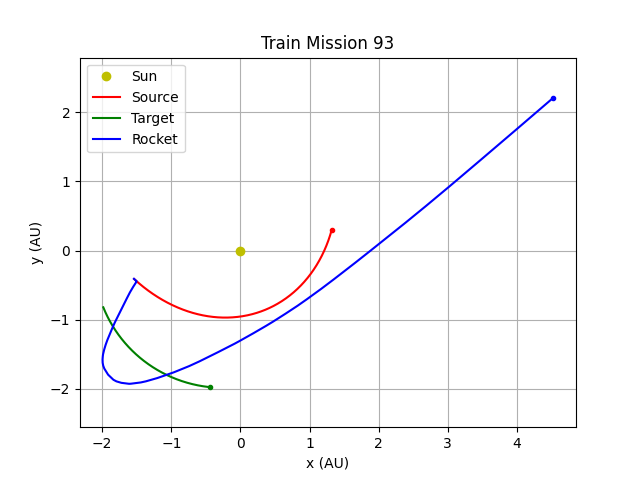 Train Mission 93
Sun
Source
Target
Rocket
2
1
0
−1
−2
y (AU)
−2 −1 0 1 2 3 4
x (AU)